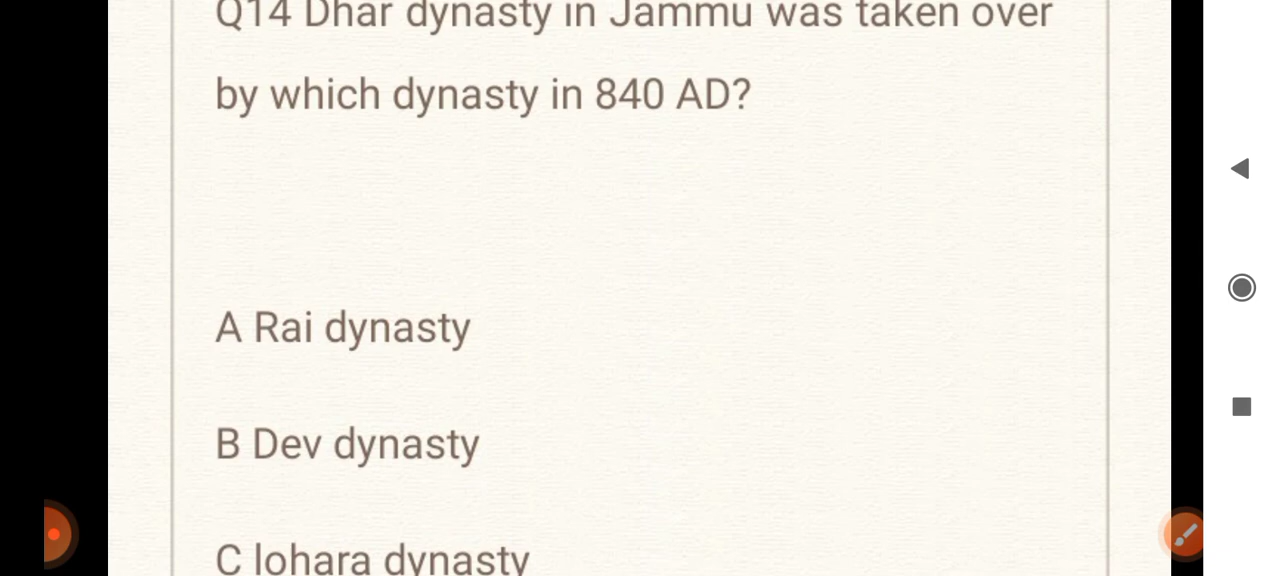 Q14 Dhar dynasty in Jammu was taken over
by which dynasty in 840 AD?
A Rai dynasty
B Dev dynasty
C lohara dynasty